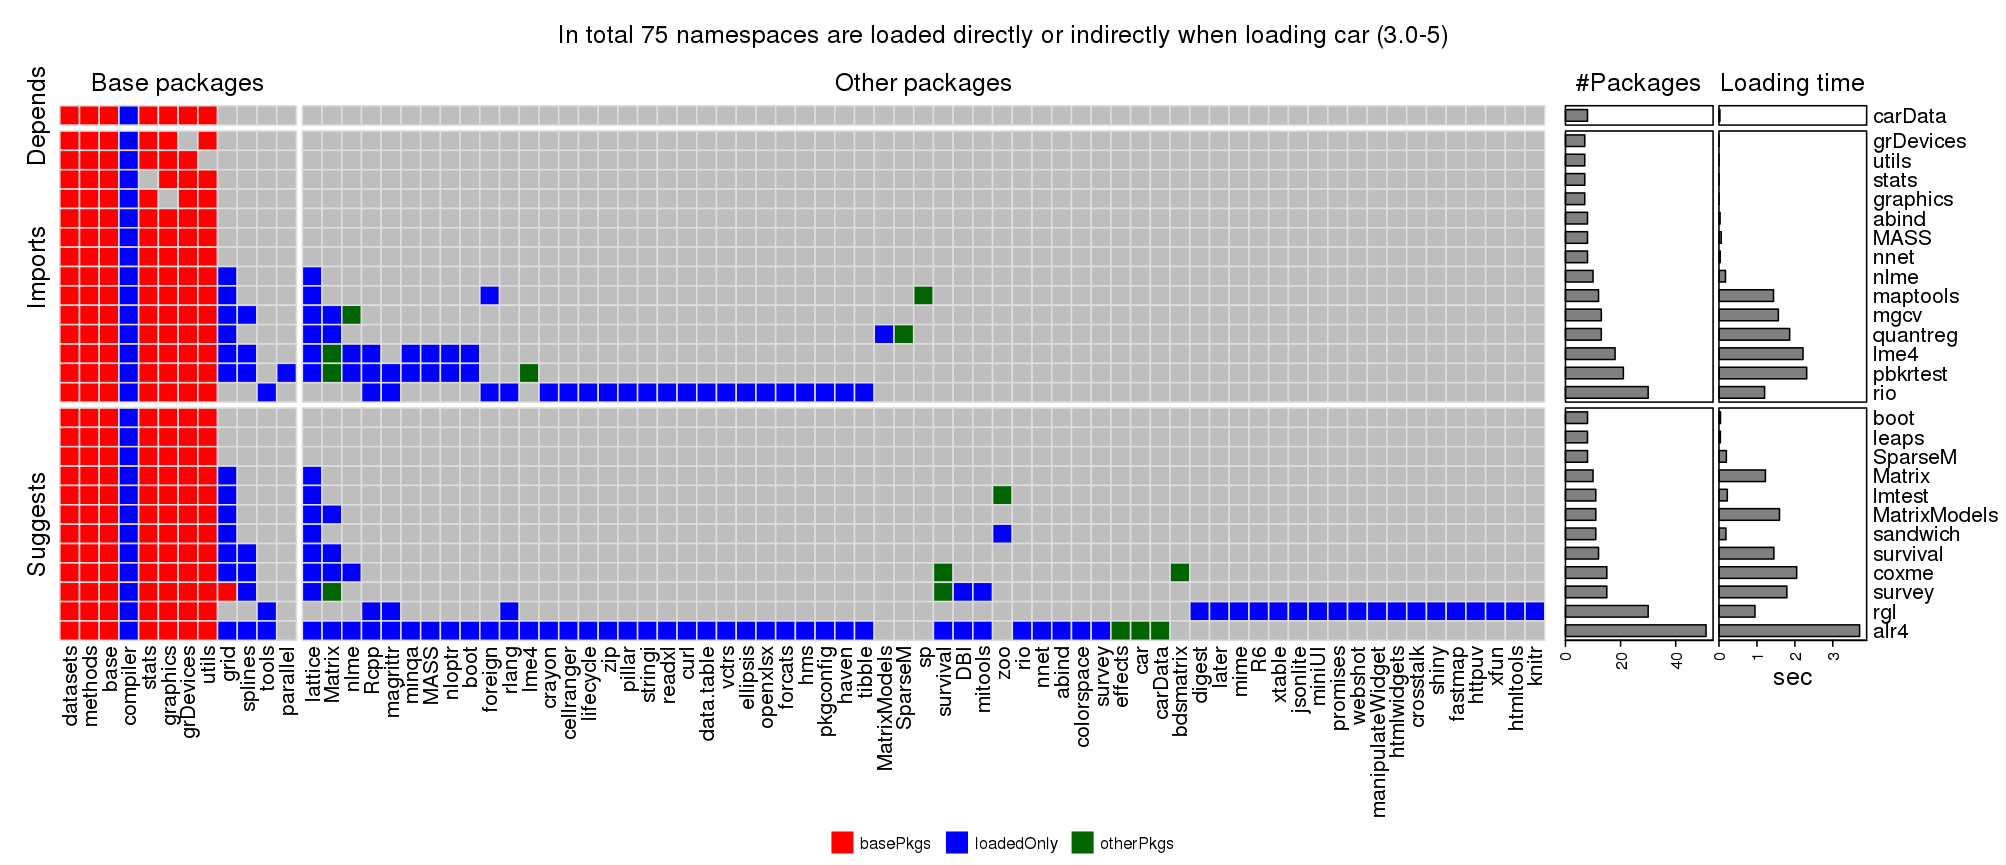 In total 75 namespaces are loaded directly or indirectly when loading car (3.0-5)
Base packages
Other packages
#Packages
Loading time
Depends
Imports
Suggests
carData
grDevices
utils
stats
graphics
abind
MASS
nnet
nlme
maptools
mgcv
quantreg
lme4
pbkrtest
rio
boot
leaps
SparseM
Matrix
lmtest
MatrixModels
sandwich
survival
coxme
survey
rgl
alr4
datasets
methods
base
compiler
stats
graphics
grDevices
utils
grid
splines
tools
parallel
lattice
Matrix
nlme
Rcpp
magrittr
minqa
MASS
nloptr
boot
foreign
rlang
lme4
crayon
cellranger
lifecycle
zip
pillar
stringi
readxl
curl
data.table
vctrs
ellipsis
openxlsx
forcats
hms
pkgconfig
haven
tibble
MatrixModels
SparseM
sp
survival
DBI
mitools
zoo
rio
nnet
abind
colorspace
survey
effects
car
carData
bdsmatrix
digest
later
mime
R6
xtable
jsonlite
miniUI
promises
webshot
manipulateWidget
htmlwidgets
crosstalk
shiny
fastmap
httpuv
xfun
htmltools
knitr
0 20 40
0 1 2 3
sec
basePkgs loadedOnly otherPkgs